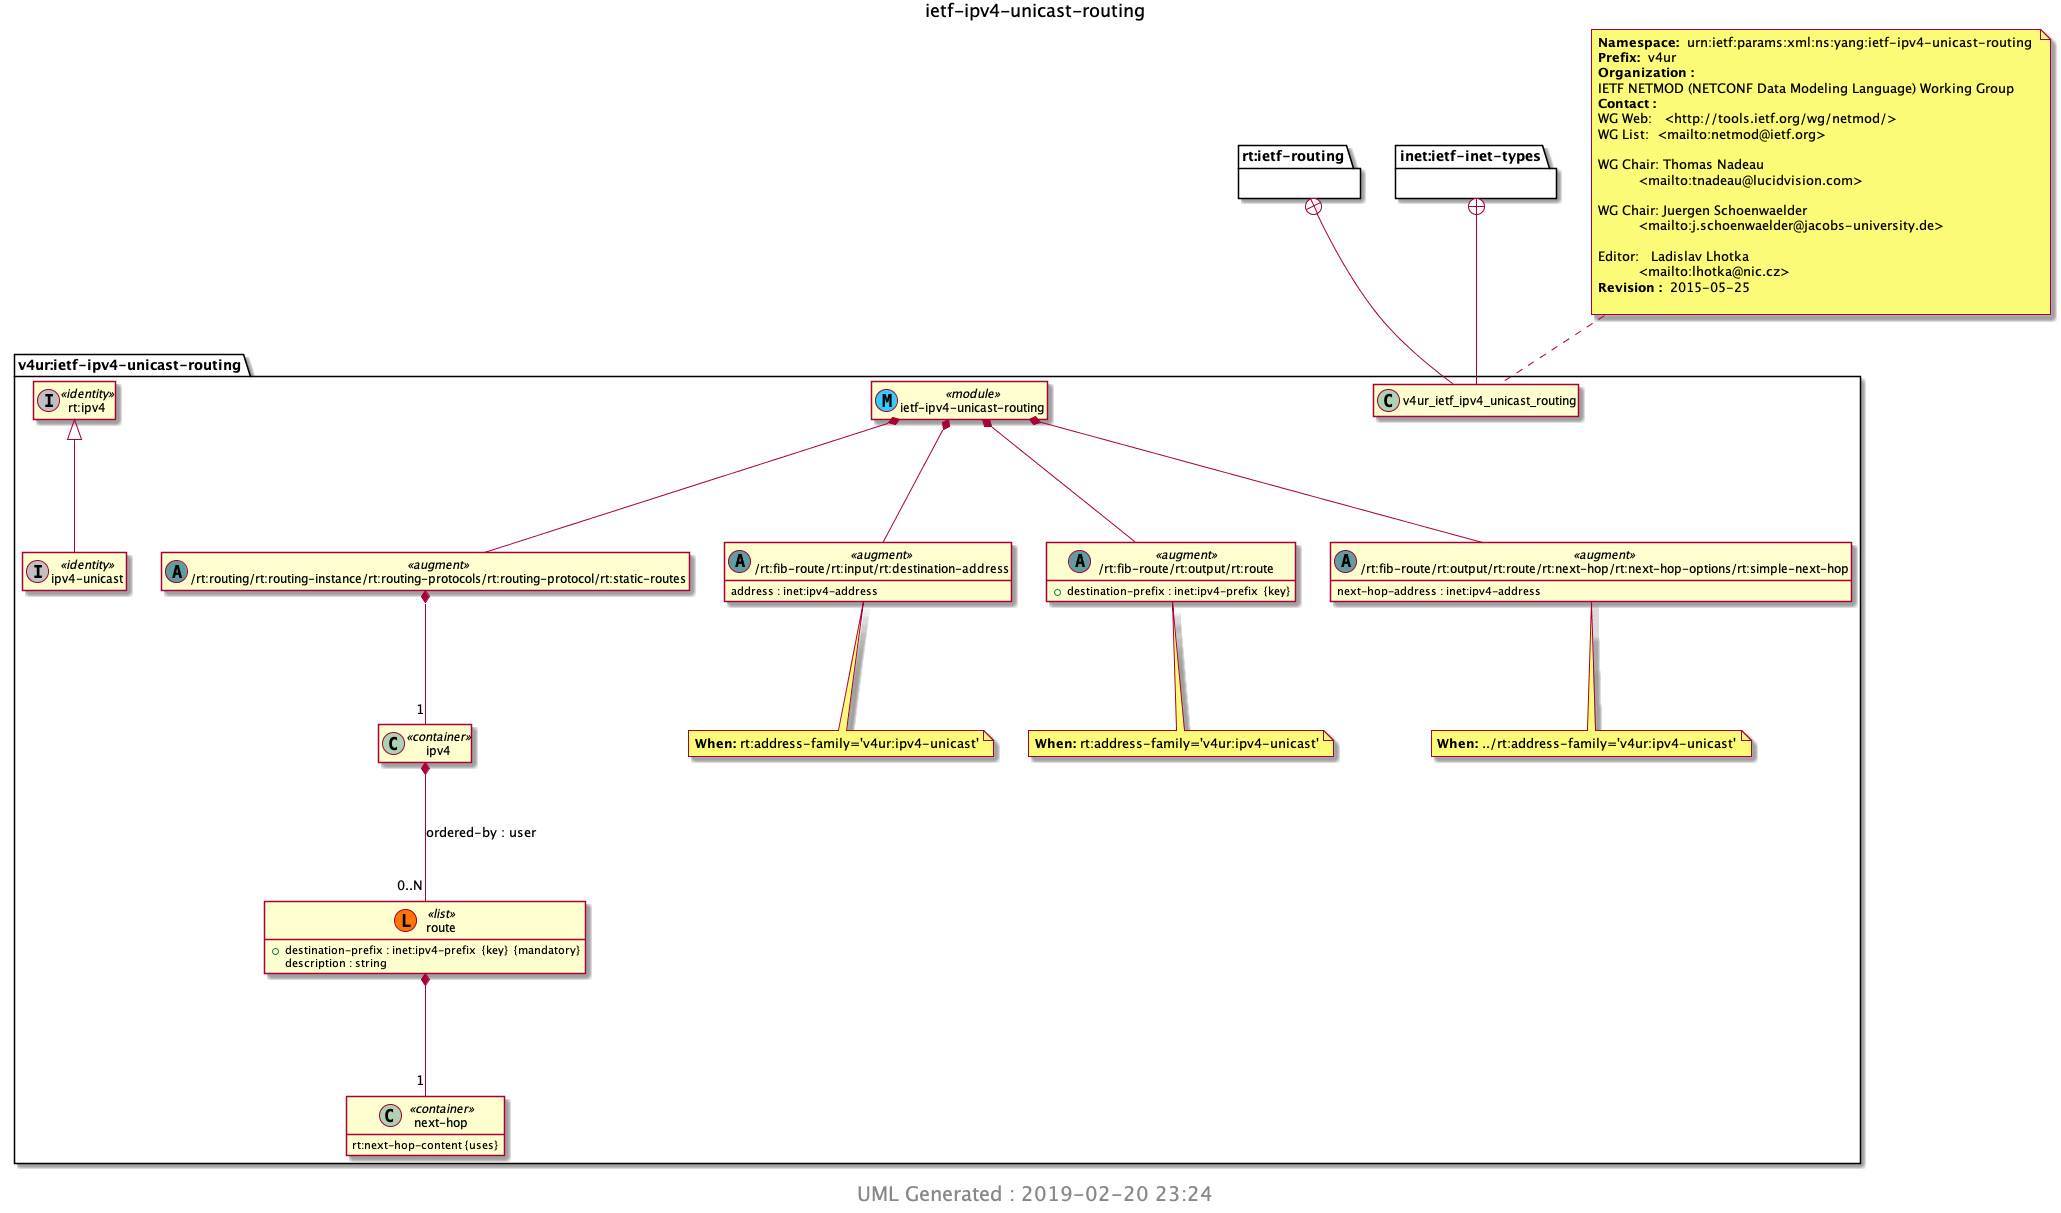 ietf-ipv4-unicast-routing
Namespace:  urn:ietf:params:xml:ns:yang:ietf-ipv4-unicast-routing
Prefix:  v4ur
Organization :
IETF NETMOD (NETCONF Data Modeling Language) Working Group
Contact :
WG Web:   <http://tools.ietf.org/wg/netmod/>
WG List:  <mailto:netmod@ietf.org>
WG Chair: Thomas Nadeau
<mailto:tnadeau@lucidvision.com>
WG Chair: Juergen Schoenwaelder
<mailto:j.schoenwaelder@jacobs-university.de>
Editor:   Ladislav Lhotka
<mailto:lhotka@nic.cz>
Revision :  2015-05-25
rt:ietf-routing
inet:ietf-inet-types
v4ur:ietf-ipv4-unicast-routing
I
«identity»
rt:ipv4
M
«module»
ietf-ipv4-unicast-routing
C
v4ur_ietf_ipv4_unicast_routing
I
«identity»
ipv4-unicast
A
«augment»
/rt:routing/rt:routing-instance/rt:routing-protocols/rt:routing-protocol/rt:static-routes
A
«augment»
/rt:fib-route/rt:input/rt:destination-address
address : inet:ipv4-address
A
«augment»
/rt:fib-route/rt:output/rt:route
destination-prefix : inet:ipv4-prefix  {key}
A
«augment»
/rt:fib-route/rt:output/rt:route/rt:next-hop/rt:next-hop-options/rt:simple-next-hop
next-hop-address : inet:ipv4-address
1
C
«container»
ipv4
When: rt:address-family='v4ur:ipv4-unicast'
When: rt:address-family='v4ur:ipv4-unicast'
When: ../rt:address-family='v4ur:ipv4-unicast'
ordered-by : user
0..N
L
«list»
route
destination-prefix : inet:ipv4-prefix  {key}  {mandatory}
description : string
1
C
«container»
next-hop
rt:next-hop-content {uses}
UML Generated : 2019-02-20 23:24